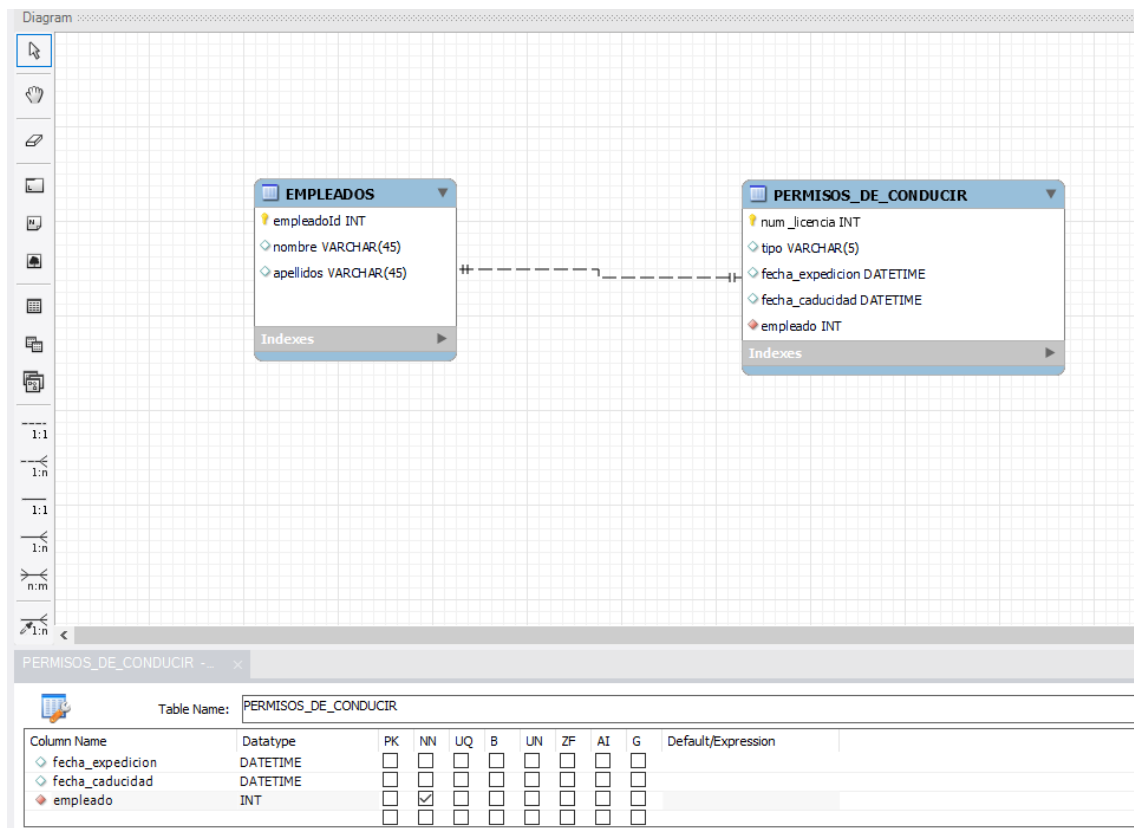 Diagram
EMPLEADOS
empleadoId INT
nombre VARCHAR(45)
apellidos VARCHAR(45)
Indexes
PERMISOS_DE_CONDUCIR
num _licencia INT
tipo VARCHAR(5)
fecha_expedicion DATETIME
fecha_caducidad DATETIME
empleado INT
Indexes
1:1
1:n
1:1
1:n
n:m
1:n
PERMISOS_DE_CONDUCIR -...
Table Name: PERMISOS_DE_CONDUCIR
Column Name Datatype PK NN UQ B UN ZF AI G Default/Expression
fecha_expedicion DATETIME
fecha_caducidad DATETIME
empleado INT